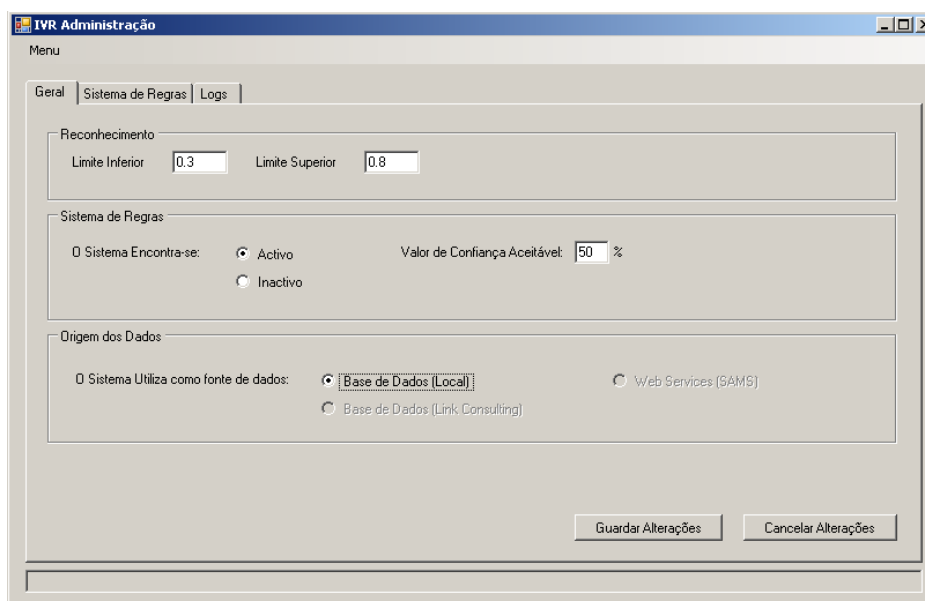 IVR Administração
Menu
Geral Sistema de Regras Logs
Reconhecimento
Limite Inferior 0.3 Limite Superior 0.8
Sistema de Regras
O Sistema Encontra-se: Activo Valor de Confiança Aceitável: 50 %
Inactivo
Origem dos Dados
O Sistema Utiliza como fonte de dados: Base de Dados (Local) Web Services (SAMS)
Base de Dados (Link Consulting)
Guardar Alterações Cancelar Alterações